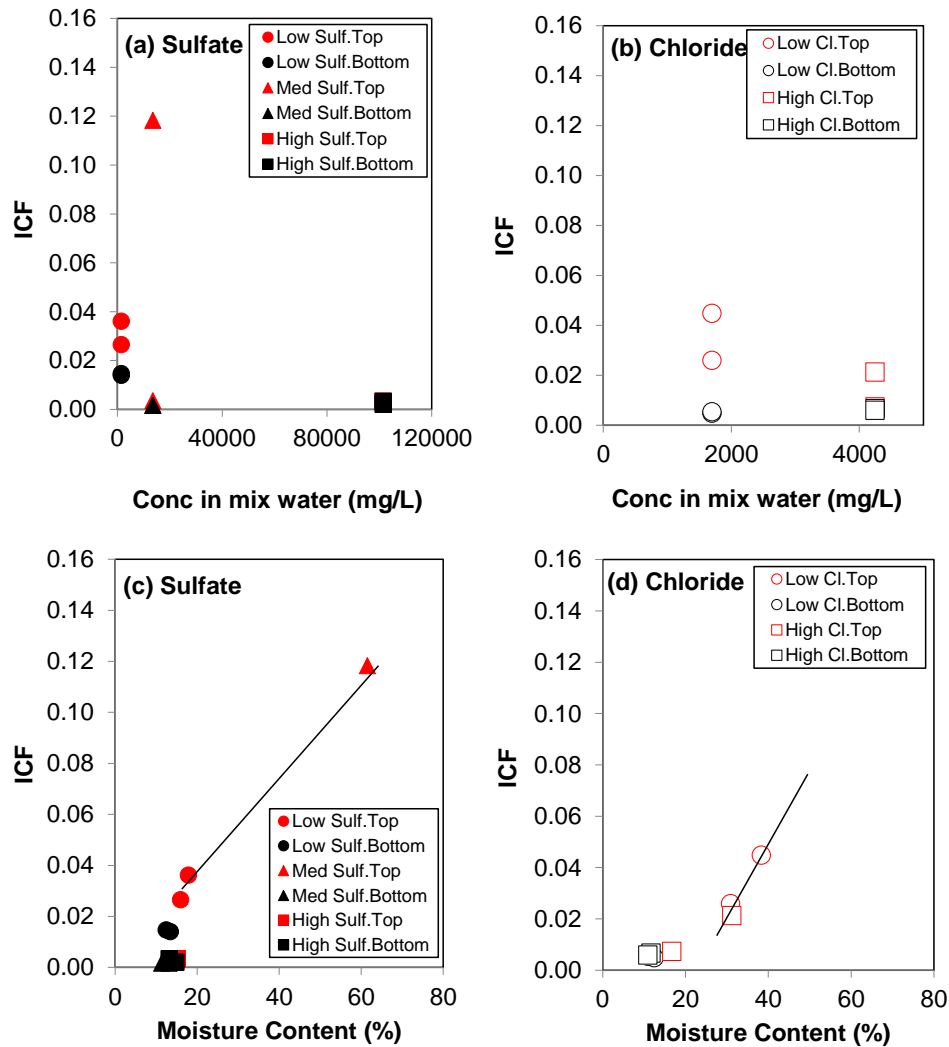 (a) Sulfate
Low Sulf.Top
Low Sulf.Bottom
Med Sulf.Top
Med Sulf.Bottom
High Sulf.Top
High Sulf.Bottom
0.16
0.14
0.12
0.10
0.08
0.06
0.04
0.02
0.00
ICF
0 40000 80000 120000
Conc in mix water (mg/L)
(b) Chloride
Low Cl.Top
Low Cl.Bottom
High Cl.Top
High Cl.Bottom
0.16
0.14
0.12
0.10
0.08
0.06
0.04
0.02
0.00
ICF
0 2000 4000
Conc in mix water (mg/L)
(c) Sulfate
0.16
0.14
0.12
0.10
0.08
0.06
0.04
0.02
0.00
ICF
Low Sulf.Top
Low Sulf.Bottom
Med Sulf.Top
Med Sulf.Bottom
High Sulf.Top
High Sulf.Bottom
0 20 40 60 80
Moisture Content (%)
(d) Chloride
Low Cl.Top
Low Cl.Bottom
High Cl.Top
High Cl.Bottom
0.16
0.14
0.12
0.10
0.08
0.06
0.04
0.02
0.00
ICF
0 20 40 60 80
Moisture Content (%)